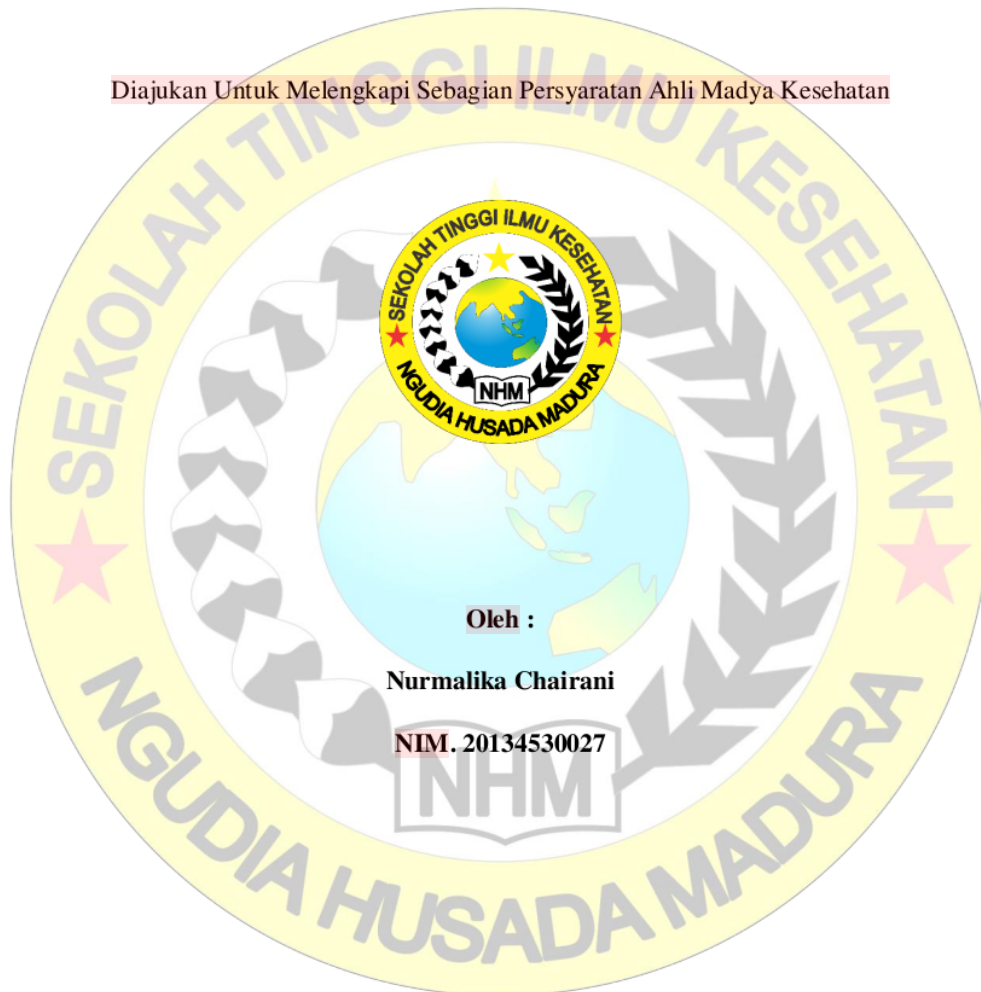 Diajukan Untuk Melengkapi Sebagian Persyaratan Ahli Madya Kesehatan
SEKOLAH TINGGI ILMU KESEHATAN
NHM
NGUDIA HUSADA MADURA
Oleh :
Nurmalika Chairani
NIM. 20134530027
SEKOLAH TINGGI ILMU KESEHATAN
NHM
NGUDIA HUSADA MADURA